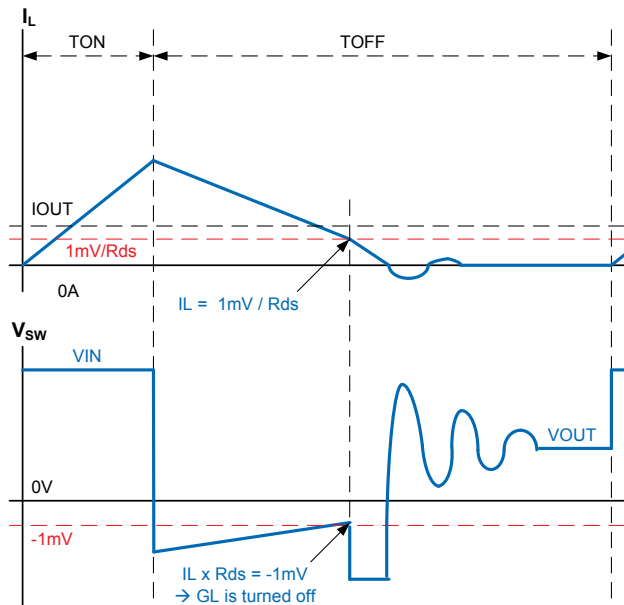 IL
TON
TOFF
IOUT
1mV/Rds
0A
IL = 1mV / Rds
VSW
VIN
VOUT
0V
-1mV
IL x Rds = -1mV
→ GL is turned off